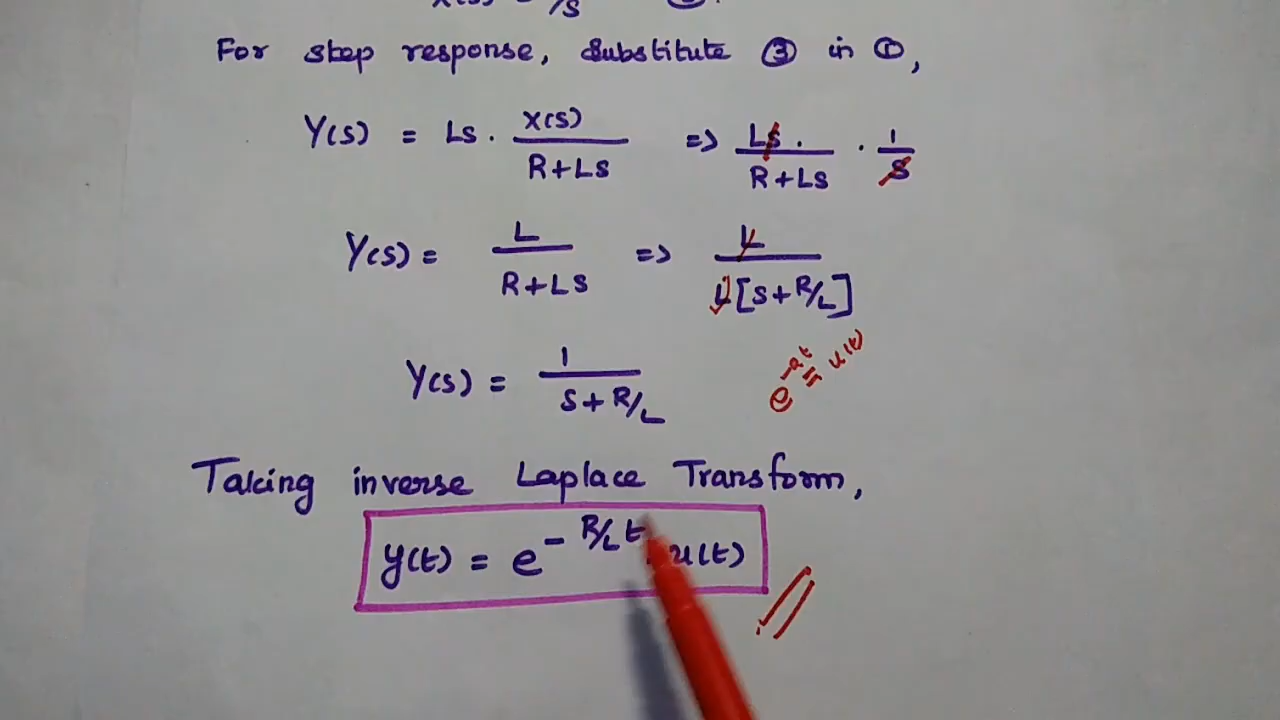 For step response, Substitute ③ in ①,
Y(s) = Ls . X(s) / R+Ls => Ls . / R+Ls . 1/s
Y(s) = L / R+Ls => L / L[s+R/L]
Y(s) = 1 / s+R/L
e^-at = u(t)
Taking inverse Laplace Transform,
y(t) = e^-R/L t . u(t)